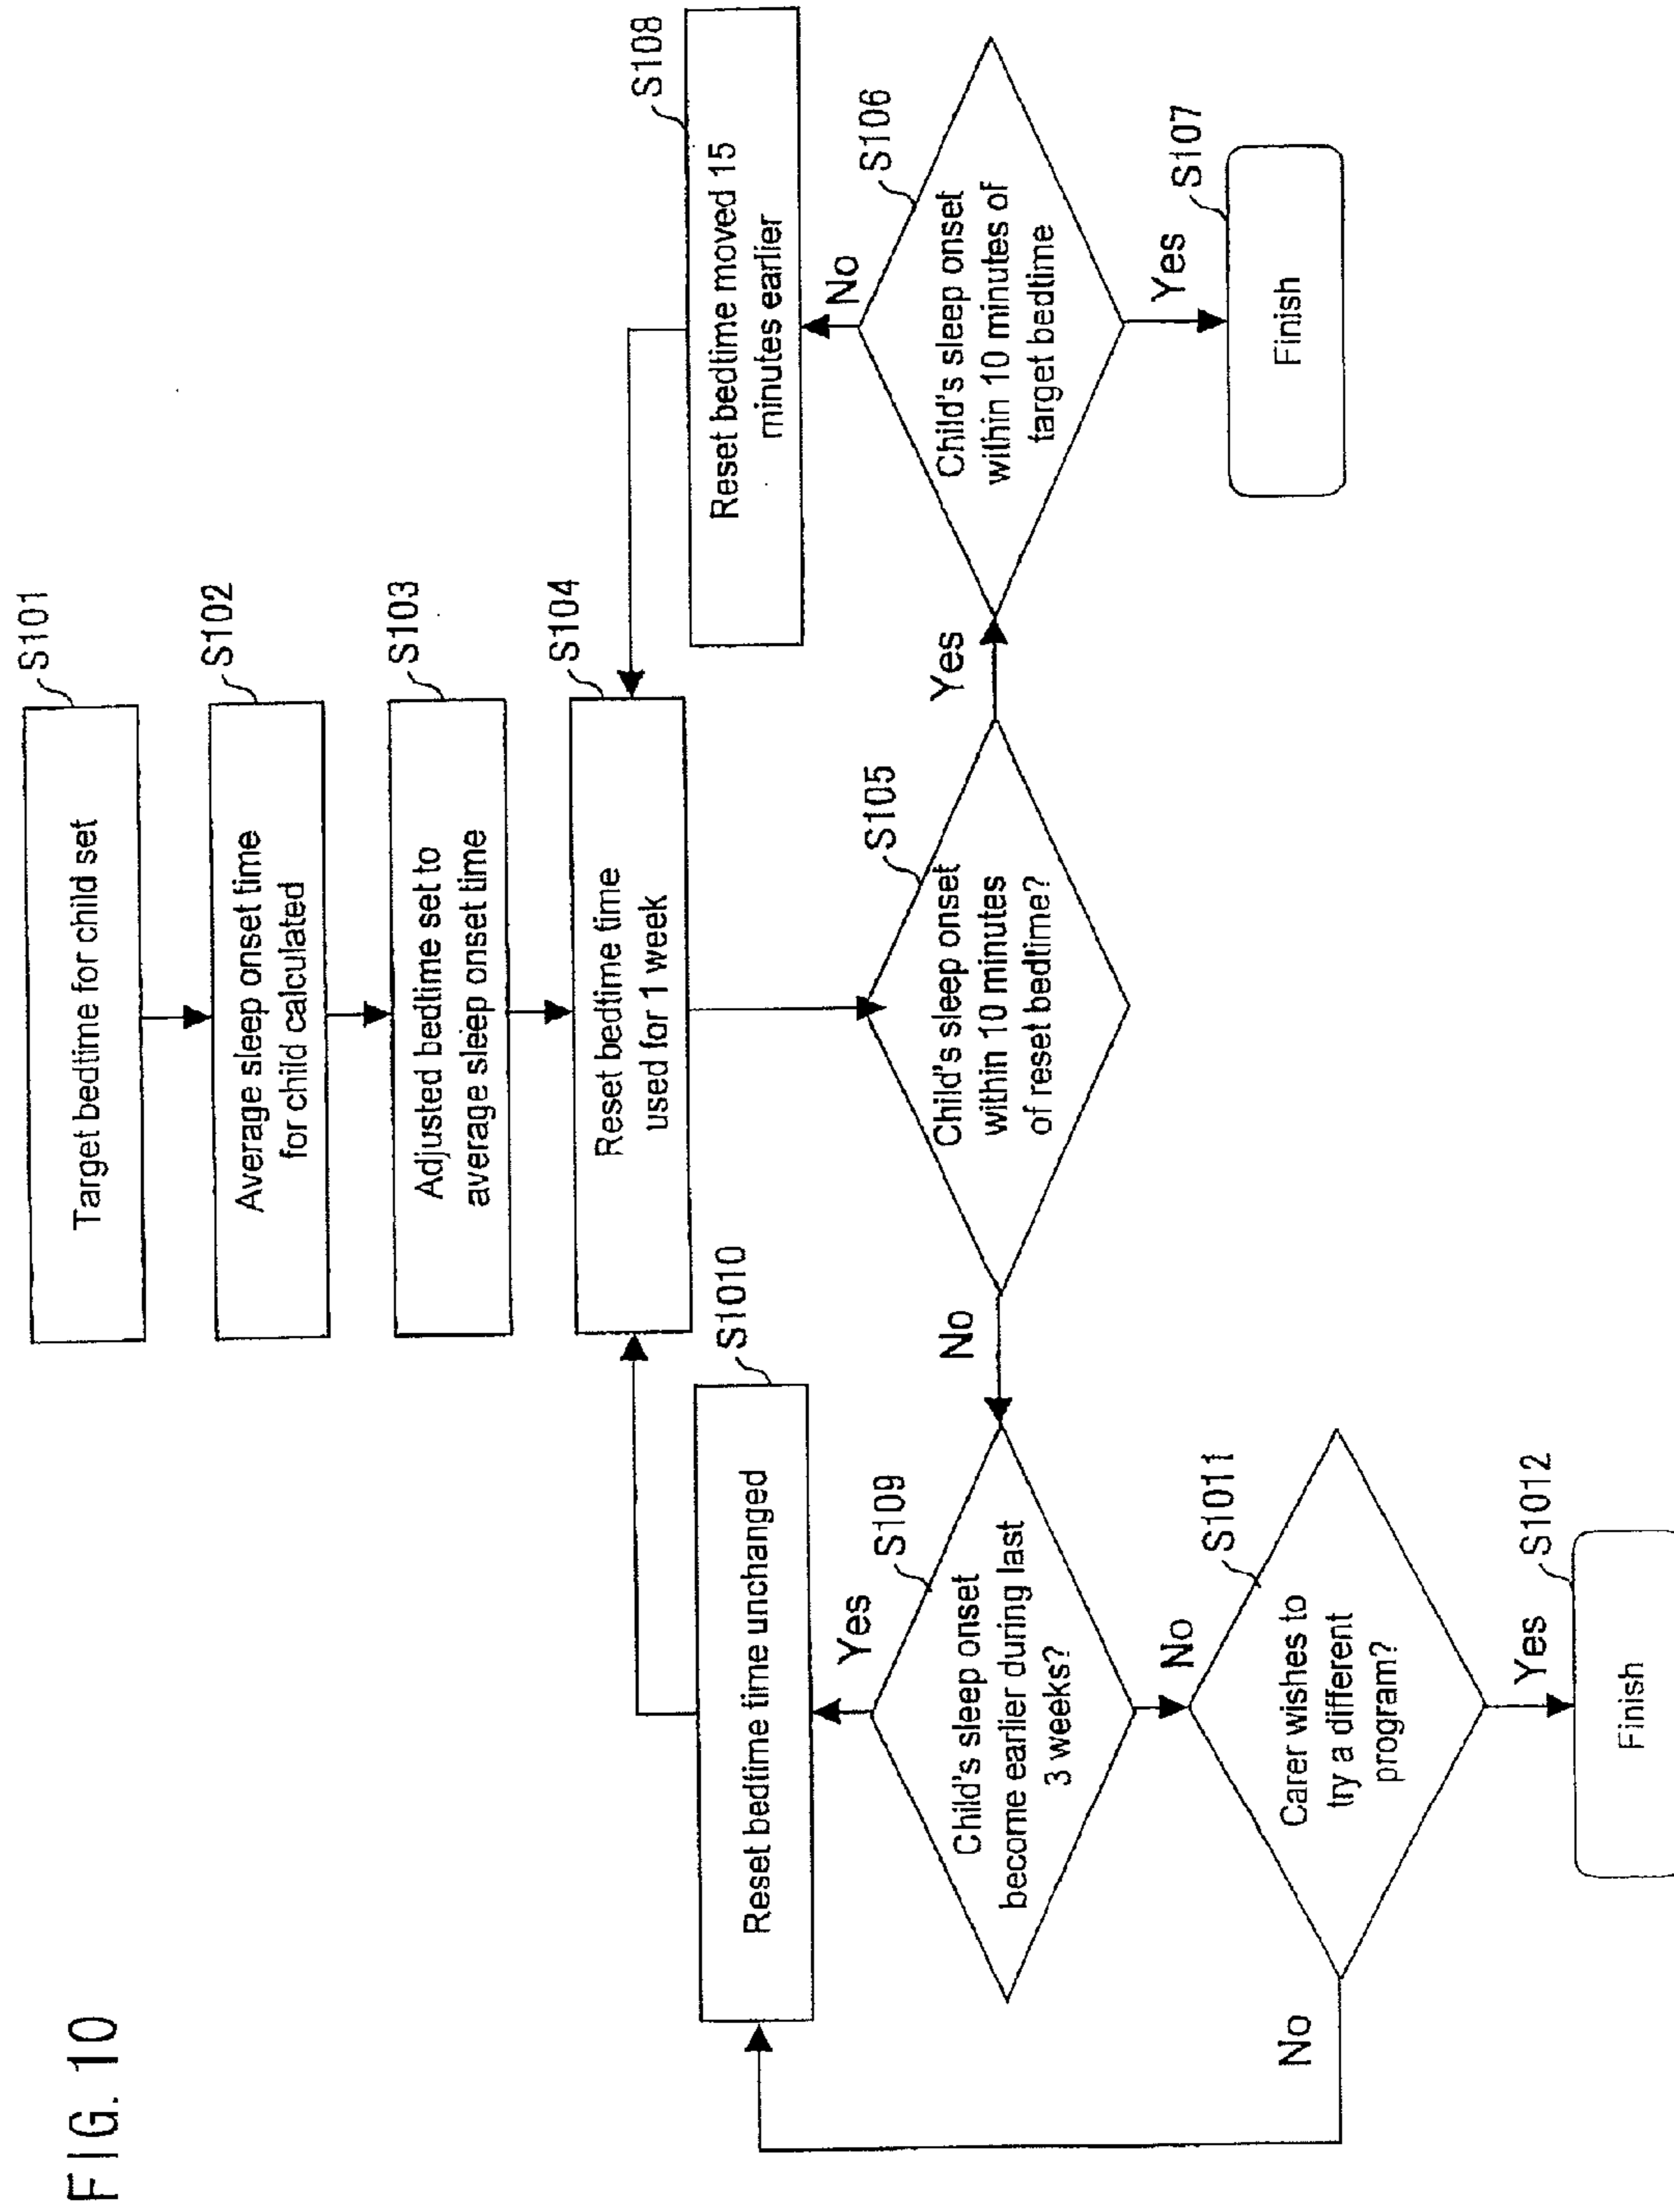 FIG. 10
S101
Target bedtime for child set
S102
Average sleep onset time
for child calculated
S103
Adjusted bedtime set to
average sleep onset time
S104
Reset bedtime time
used for 1 week
S108
Reset bedtime moved 15
minutes earlier
S1010
Reset bedtime time unchanged
S105
Child's sleep onset
within 10 minutes
of reset bedtime?
No
Yes
S106
Child's sleep onset
within 10 minutes of
target bedtime
No
Yes
S107
Finish
S109
Child's sleep onset
become earlier during last
3 weeks?
Yes
No
S1011
Carer wishes to
try a different
program?
No
Yes
S1012
Finish